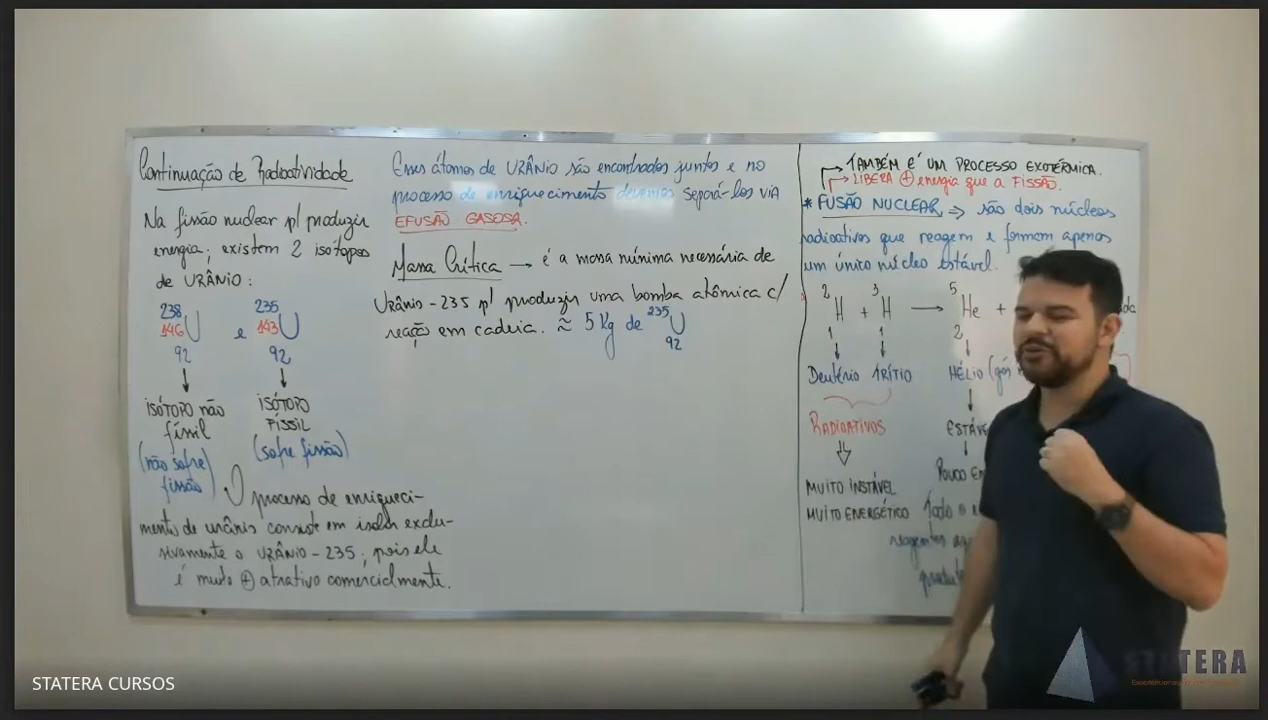 Continuação de Radioatividade
Na fissão nuclear p/ produzir
energia, existem 2 isótopos
de URÂNIO:
238 235
146 U e 143 U
92 92
ISÓTOPO não ISÓTOPO
físsil FÍSSIL
(não sofre (sofre fissão)
fissão)
O processo de enriqueci-
mento de urânio consiste em isolar exclu-
sivamente o URÂNIO-235, pois ele
é muito + atrativo comercialmente.
Esses átomos de URÂNIO são encontrados juntos e no
processo de enriquecimento devemos separá-los VIA
EFUSÃO GASOSA.
Massa Crítica → é a massa mínima necessária de
Urânio-235 p/ produzir uma bomba atômica c/
reação em cadeia. ≈ 5 Kg de 235 U
92
→ TAMBÉM É UM PROCESSO EXOTÉRMICA.
→ LIBERA + energia que a FISSÃO.
* FUSÃO NUCLEAR ⇒ são dois núcleos
radioativos que reagem e formam apenas
um único núcleo estável.
2 3 5
H + H → He +
1 1 2
Deutério TRÍTIO HÉLIO (gás
RADIOATIVOS
MUITO INSTÁVEL POUCO
MUITO ENERGÉTICO Todo o
reagentes
STATERA CURSOS
STATERA